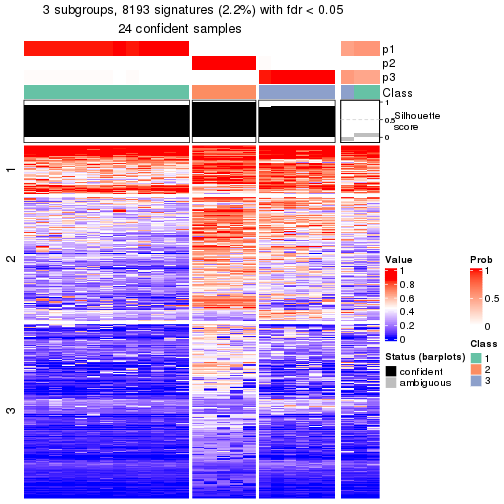 3 subgroups, 8193 signatures (2.2%) with fdr < 0.05
24 confident samples
p1
p2
p3
Class
1
0.5
0
Silhouette
score
1
2
3
Value
1
0.8
0.6
0.4
0.2
0
Prob
1
0.5
0
Status (barplots)
confident
ambiguous
Class
1
2
3